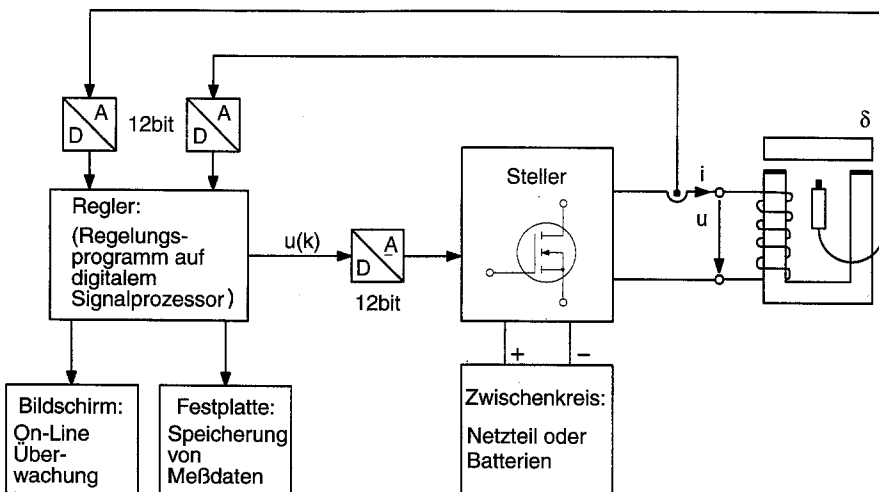 A
D
12bit
A
D
δ
Regler:
(Regelungs-
programm auf
digitalem
Signalprozessor)
u(k)
A
D
12bit
Steller
i
u
+
−
Bildschirm:
On-Line
Über-
wachung
Festplatte:
Speicherung
von
Meßdaten
Zwischenkreis:
Netzteil oder
Batterien